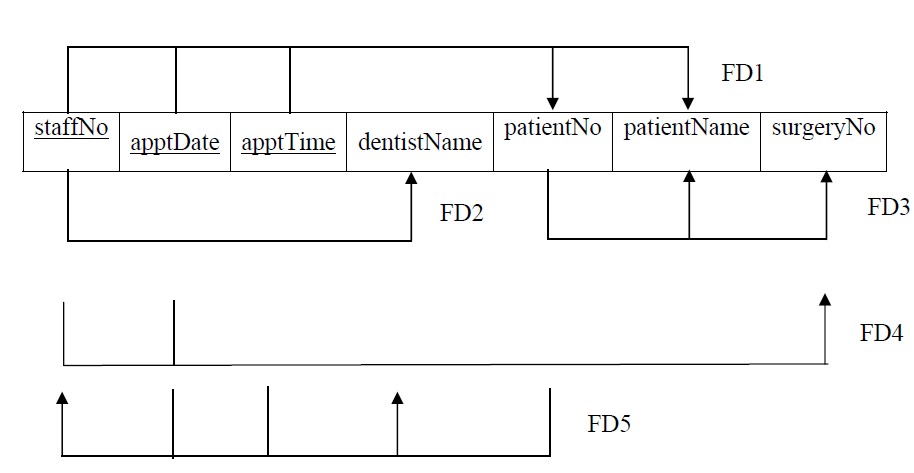 FD1
staffNo apptDate apptTime dentistName patientNo patientName surgeryNo
FD2 FD3
FD4
FD5